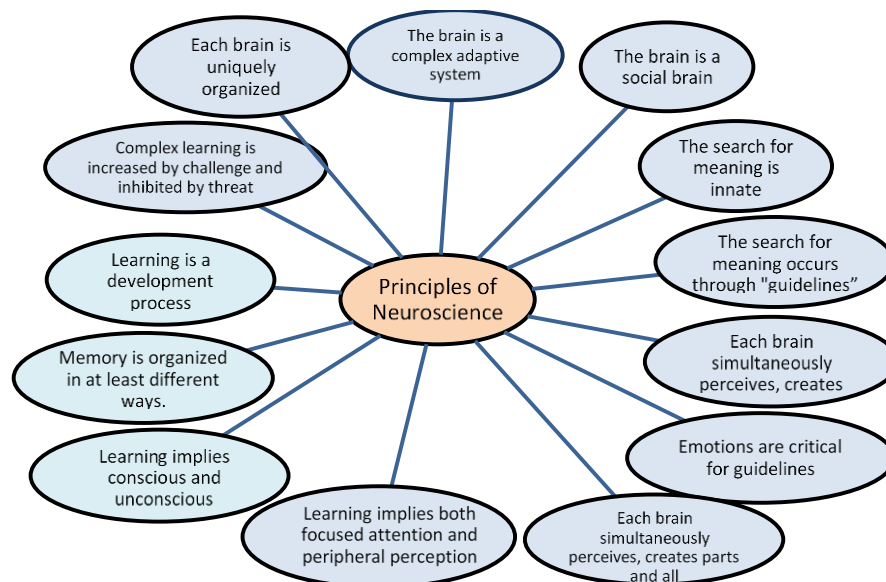 Each brain is
uniquely
organized
The brain is a
complex adaptive
system
The brain is a
social brain
The search for
meaning is
innate
The search for
meaning occurs
through "guidelines”
Each brain
simultaneously
perceives, creates
Emotions are critical
for guidelines
Each brain
simultaneously
perceives, creates parts
and all
Learning implies both
focused attention and
peripheral perception
Learning implies
conscious and
unconscious
Memory is organized
in at least different
ways.
Learning is a
development
process
Complex learning is
increased by challenge and
inhibited by threat
Principles of
Neuroscience